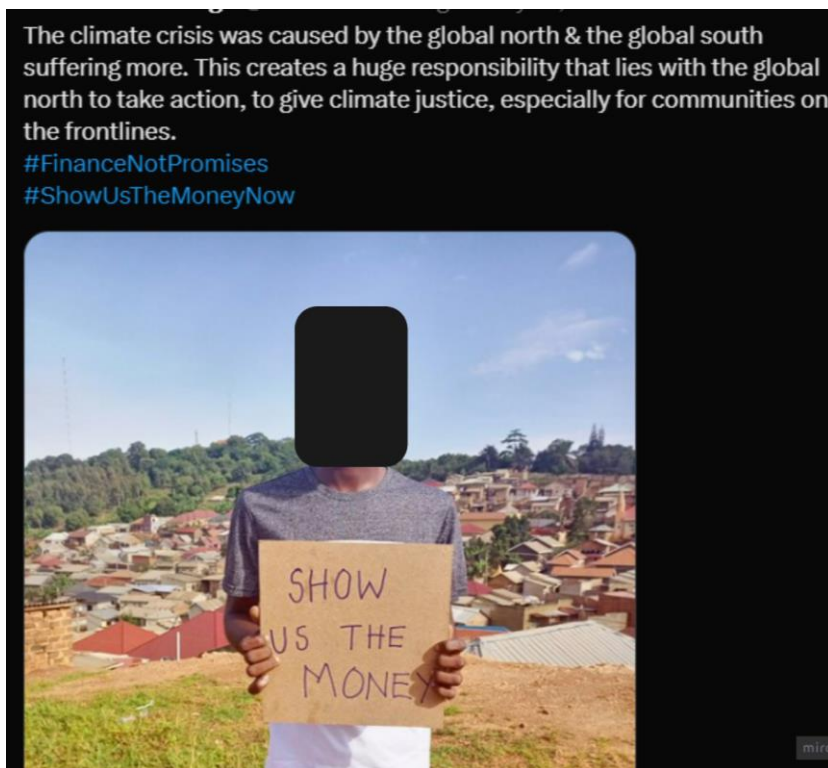 The climate crisis was caused by the global north & the global south
suffering more. This creates a huge responsibility that lies with the global
north to take action, to give climate justice, especially for communities on
the frontlines.
#FinanceNotPromises
#ShowUsTheMoneyNow
SHOW
US THE
MONEY